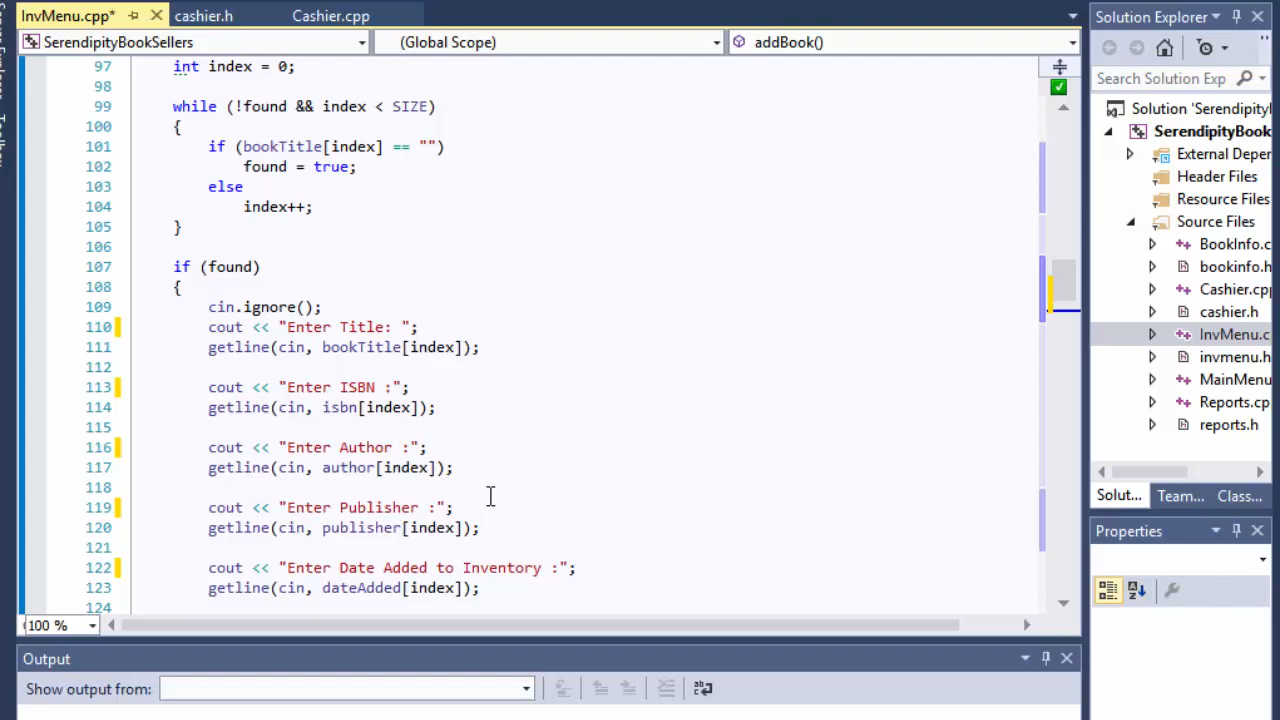 InvMenu.cpp*
cashier.h
Cashier.cpp
SerendipityBookSellers
(Global Scope)
addBook()
97 int index = 0;
98
99 while (!found && index < SIZE)
100 {
101 if (bookTitle[index] == "")
102 found = true;
103 else
104 index++;
105 }
106
107 if (found)
108 {
109 cin.ignore();
110 cout << "Enter Title: ";
111 getline(cin, bookTitle[index]);
112
113 cout << "Enter ISBN :";
114 getline(cin, isbn[index]);
115
116 cout << "Enter Author :";
117 getline(cin, author[index]);
118
119 cout << "Enter Publisher :";
120 getline(cin, publisher[index]);
121
122 cout << "Enter Date Added to Inventory :";
123 getline(cin, dateAdded[index]);
124
100 %
Output
Show output from:
Solution Explorer
Search Solution Exp
Solution 'Serendipity
SerendipityBook
External Deper
Header Files
Resource Files
Source Files
BookInfo.c
bookinfo.h
Cashier.cpp
cashier.h
InvMenu.c
invmenu.h
MainMenu
Reports.cp
reports.h
Solut...
Team...
Class...
Properties
Toolbox